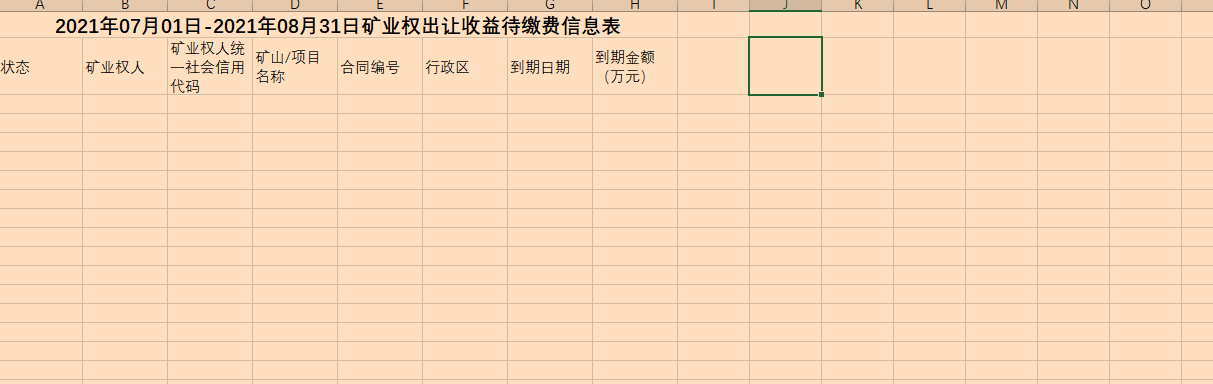 A B C D E F G H I J K L M N O
2021年07月01日-2021年08月31日矿业权出让收益待缴费信息表
状态
矿业权人
矿业权人统
一社会信用
代码
矿山/项目
名称
合同编号
行政区
到期日期
到期金额
（万元）